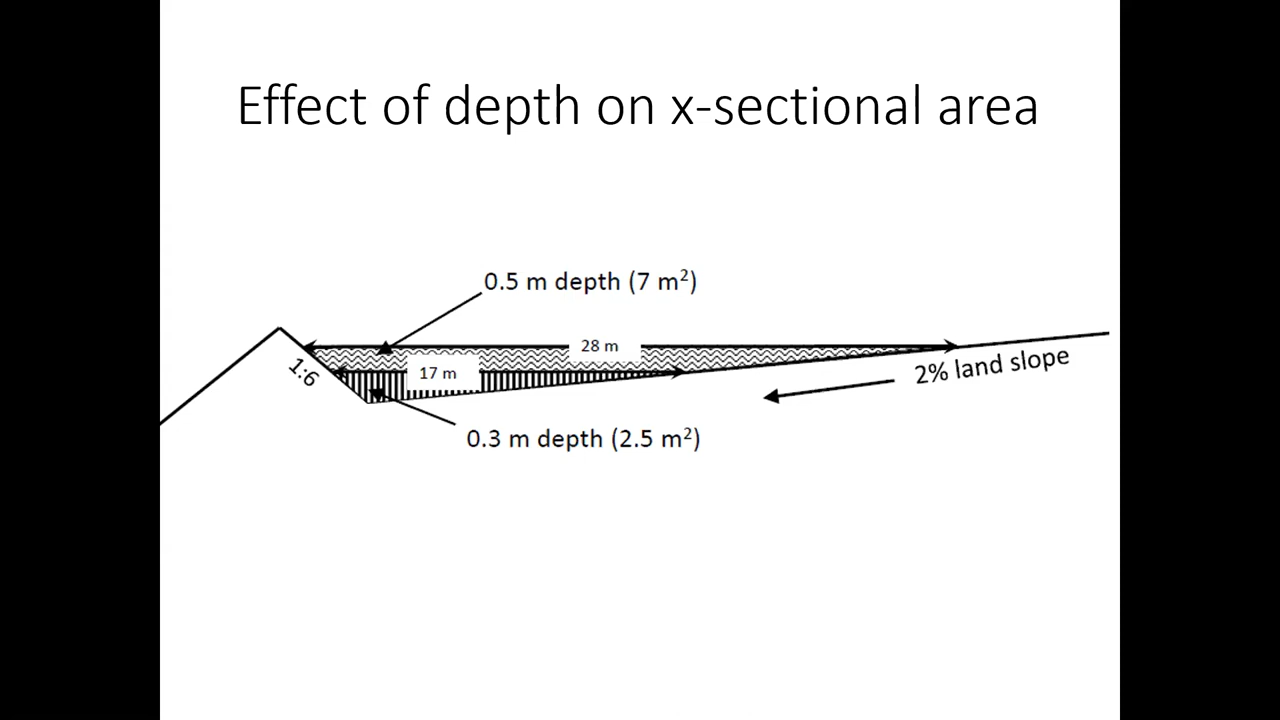 Effect of depth on x-sectional area
0.5 m depth (7 m²)
28 m
1:6
17 m
2% land slope
0.3 m depth (2.5 m²)